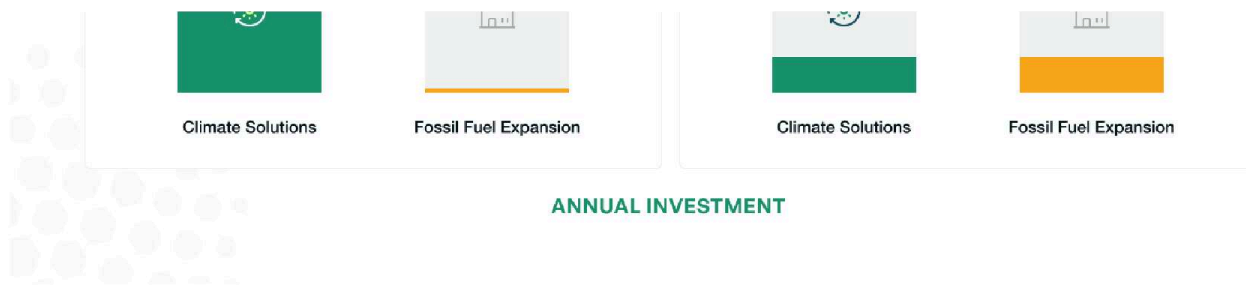 Climate Solutions Fossil Fuel Expansion Climate Solutions Fossil Fuel Expansion
ANNUAL INVESTMENT